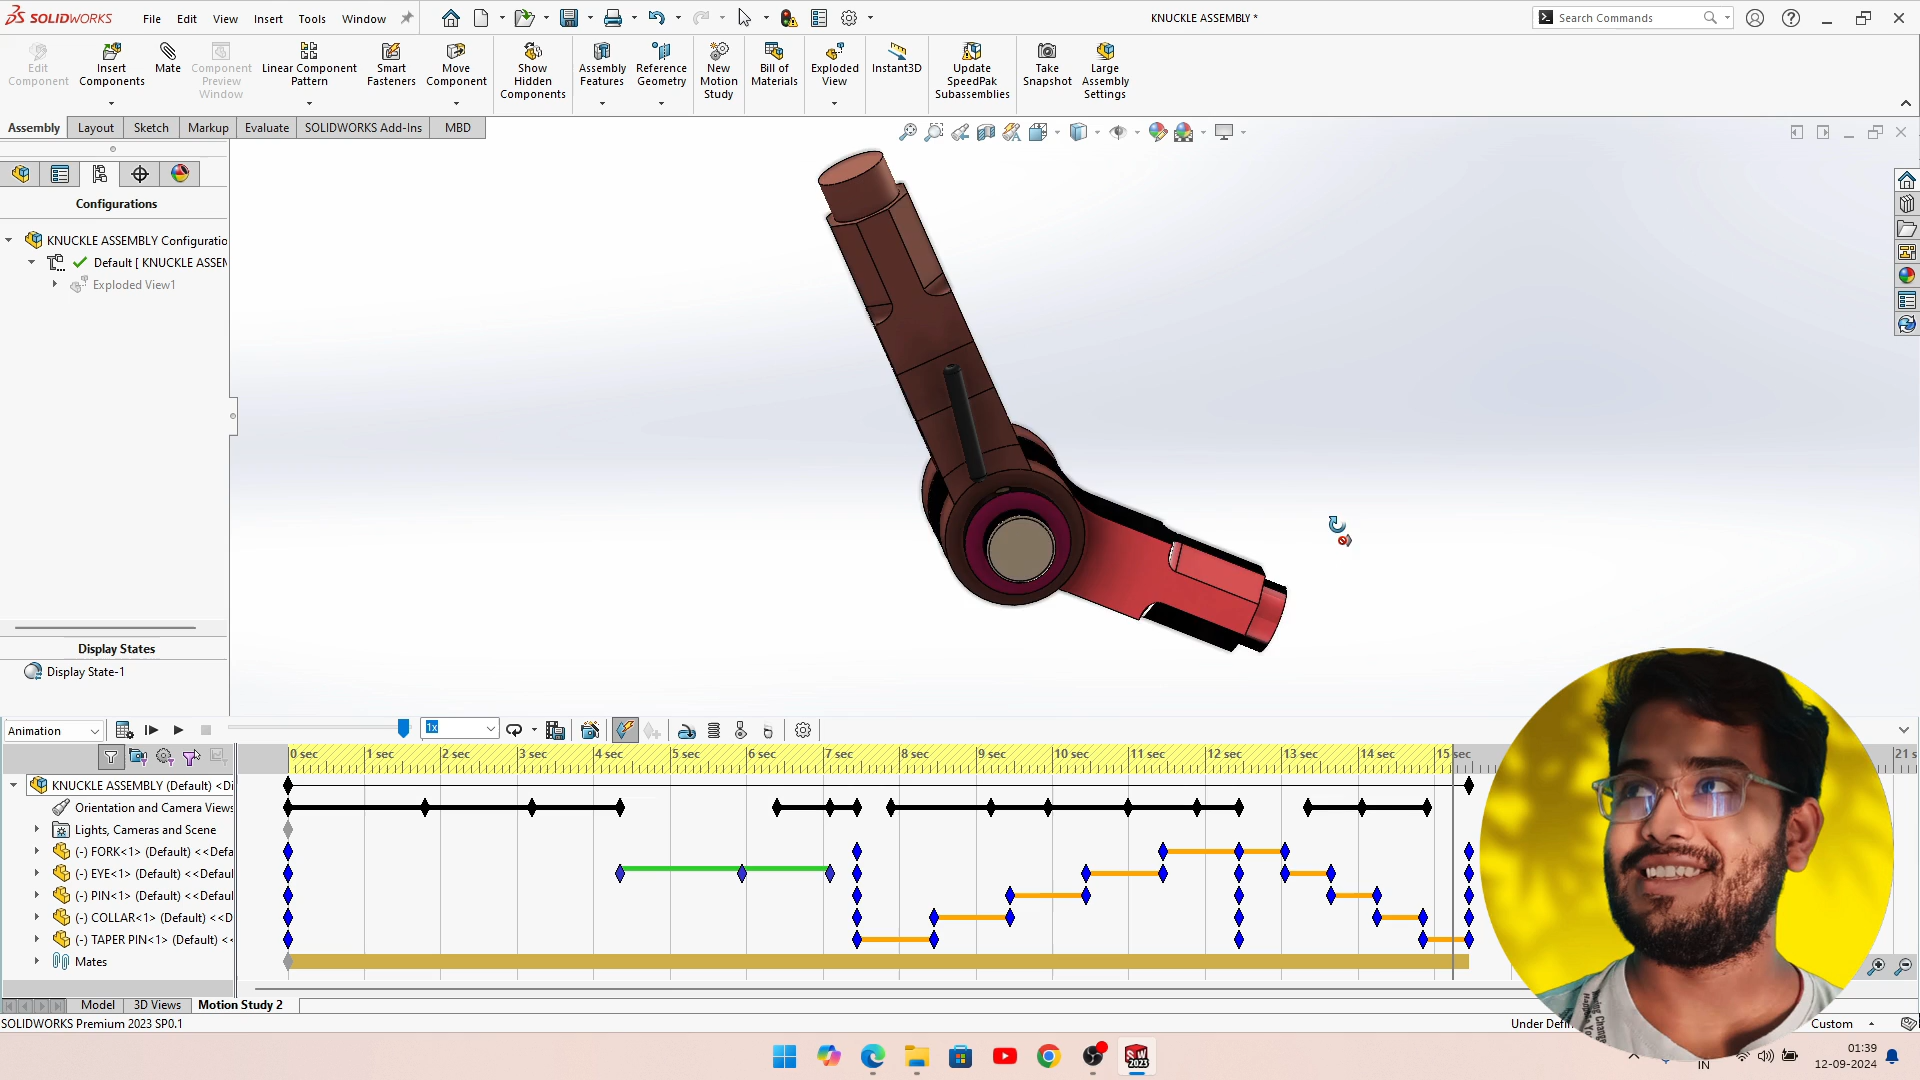 SOLIDWORKS File Edit View Insert Tools Window KNUCKLE ASSEMBLY * Search Commands
Edit Component
Insert Components
Mate
Component Preview Window
Linear Component Pattern
Smart Fasteners
Move Component
Show Hidden Components
Assembly Features
Reference Geometry
New Motion Study
Bill of Materials
Exploded View
Instant3D
Update SpeedPak Subassemblies
Take Snapshot
Large Assembly Settings
Assembly Layout Sketch Markup Evaluate SOLIDWORKS Add-Ins MBD
Configurations
KNUCKLE ASSEMBLY Configuratio
Default [ KNUCKLE ASSEM
Exploded View1
Display States
Display State-1
Animation 1x
0 sec 1 sec 2 sec 3 sec 4 sec 5 sec 6 sec 7 sec 8 sec 9 sec 10 sec 11 sec 12 sec 13 sec 14 sec 15 sec 21 s
KNUCKLE ASSEMBLY (Default) <Di
Orientation and Camera Views
Lights, Cameras and Scene
(-) FORK<1> (Default) <<Defa
(-) EYE<1> (Default) <<Defaul
(-) PIN<1> (Default) <<Defaul
(-) COLLAR<1> (Default) <<D
(-) TAPER PIN<1> (Default) <<
Mates
Model 3D Views Motion Study 2
SOLIDWORKS Premium 2023 SP0.1 Under Defi Custom
SW 2023
IN
01:39
12-09-2024